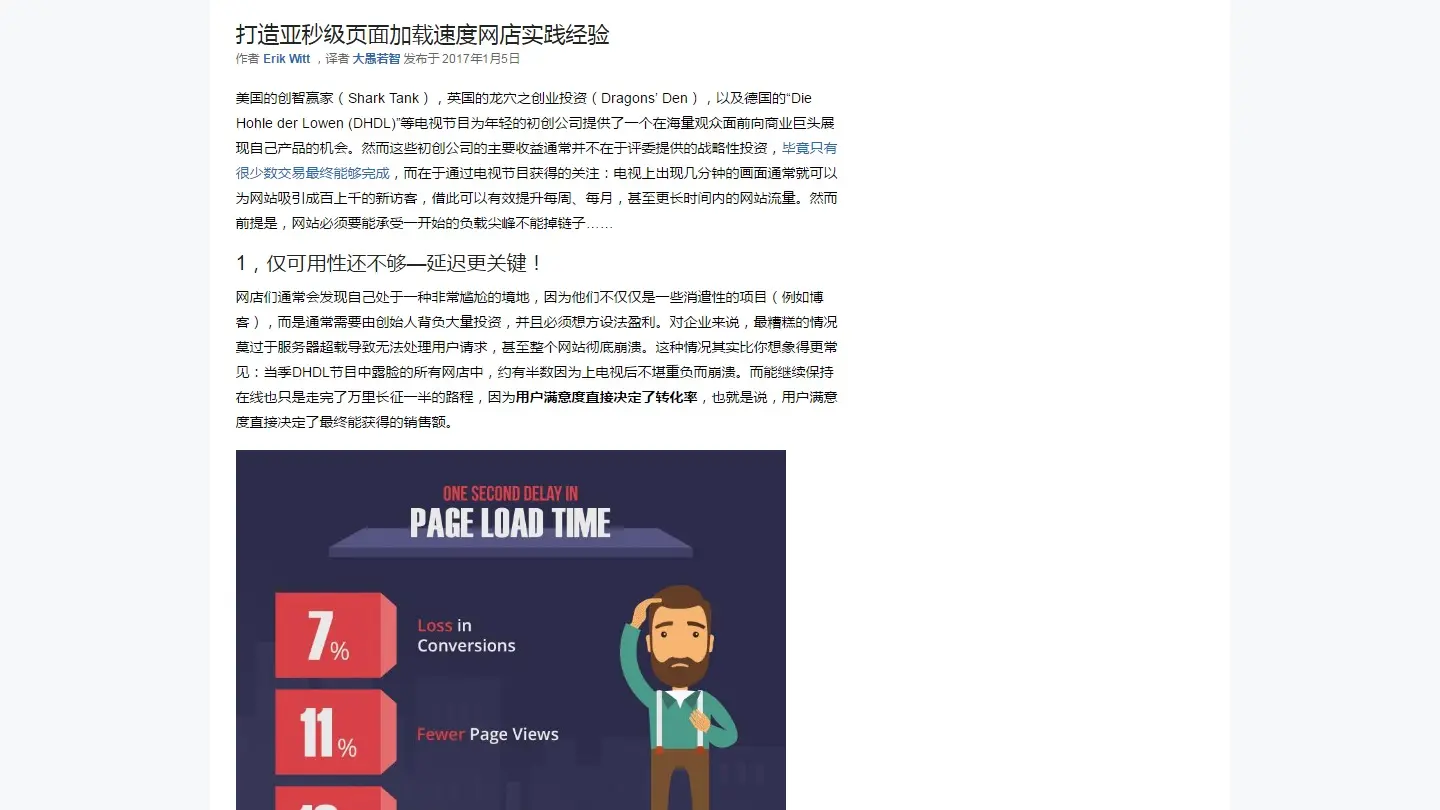 打造亚秒级页面加载速度网店实践经验
作者 Erik Witt ，译者 大愚若智 发布于 2017年1月5日
美国的创智赢家（Shark Tank），英国的龙穴之创业投资（Dragons’ Den），以及德国的“Die
Hohle der Lowen (DHDL)”等电视节目为年轻的初创公司提供了一个在海量观众面前向商业巨头展
现自己产品的机会。然而这些初创公司的主要收益通常并不在于评委提供的战略性投资，毕竟只有
很少数交易最终能够完成，而在于通过电视节目获得的关注：电视上出现几分钟的画面通常就可以
为网站吸引成百上千的新访客，借此可以有效提升每周、每月，甚至更长时间内的网站流量。然而
前提是，网站必须要能承受一开始的负载尖峰不能掉链子……
1，仅可用性还不够—延迟更关键！
网店们通常会发现自己处于一种非常尴尬的境地，因为他们不仅仅是一些消遣性的项目（例如博
客），而是通常需要由创始人背负大量投资，并且必须想方设法盈利。对企业来说，最糟糕的情况
莫过于服务器超载导致无法处理用户请求，甚至整个网站彻底崩溃。这种情况其实比你想象得更常
见：当季DHDL节目中露脸的所有网店中，约有半数因为上电视后不堪重负而崩溃。而能继续保持
在线也只是走完了万里长征一半的路程，因为用户满意度直接决定了转化率，也就是说，用户满意
度直接决定了最终能获得的销售额。
ONE SECOND DELAY IN
PAGE LOAD TIME
7%
Loss in
Conversions
11%
Fewer Page Views